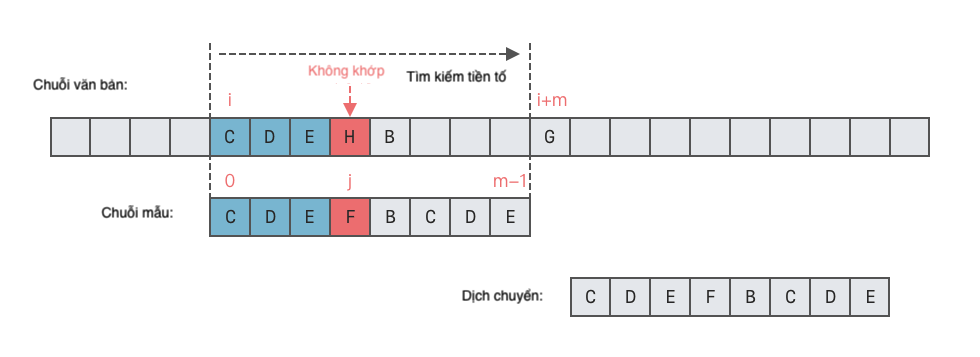 Không khớp
Tìm kiếm tiền tố
Chuỗi văn bản:
i
i+m
C D E H B G
0
j
m−1
Chuỗi mẫu:
C D E F B C D E
Dịch chuyển:
C D E F B C D E